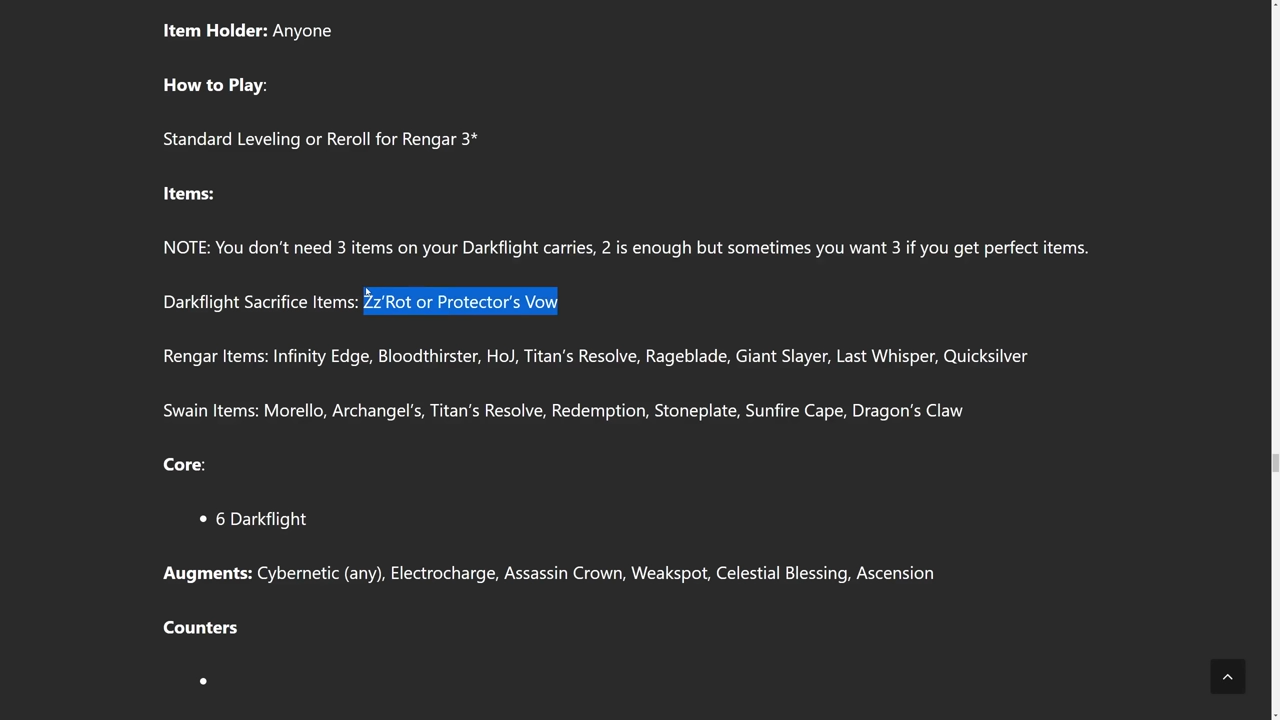 Item Holder: Anyone
How to Play:
Standard Leveling or Reroll for Rengar 3*
Items:
NOTE: You don’t need 3 items on your Darkflight carries, 2 is enough but sometimes you want 3 if you get perfect items.
Darkflight Sacrifice Items: Zz’Rot or Protector’s Vow
Rengar Items: Infinity Edge, Bloodthirster, HoJ, Titan’s Resolve, Rageblade, Giant Slayer, Last Whisper, Quicksilver
Swain Items: Morello, Archangel’s, Titan’s Resolve, Redemption, Stoneplate, Sunfire Cape, Dragon’s Claw
Core:
• 6 Darkflight
Augments: Cybernetic (any), Electrocharge, Assassin Crown, Weakspot, Celestial Blessing, Ascension
Counters
•